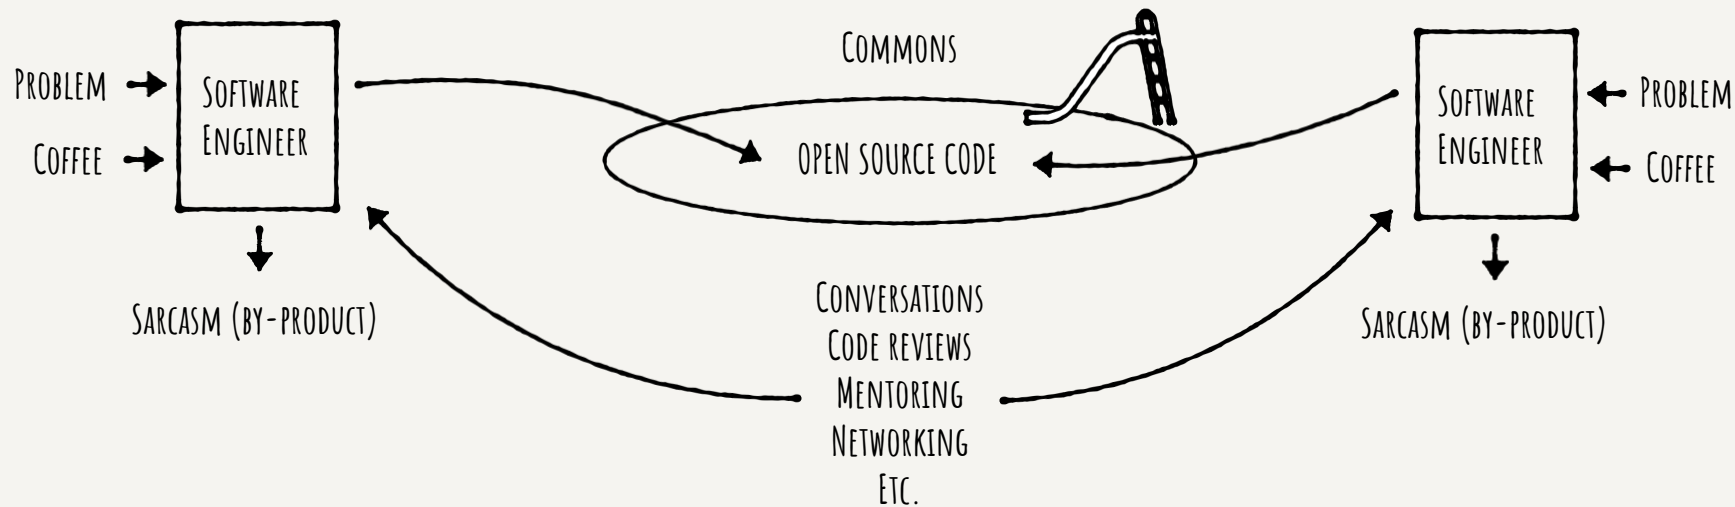 Problem
Coffee
Software
Engineer
Sarcasm (by-product)
Commons
Open source code
Conversations
Code reviews
Mentoring
Networking
Etc.
Software
Engineer
Problem
Coffee
Sarcasm (by-product)